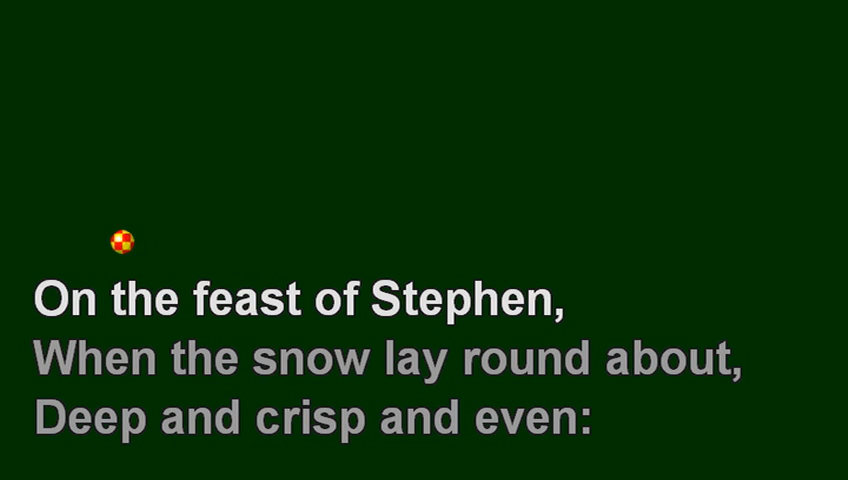 On the feast of Stephen,
When the snow lay round about,
Deep and crisp and even: